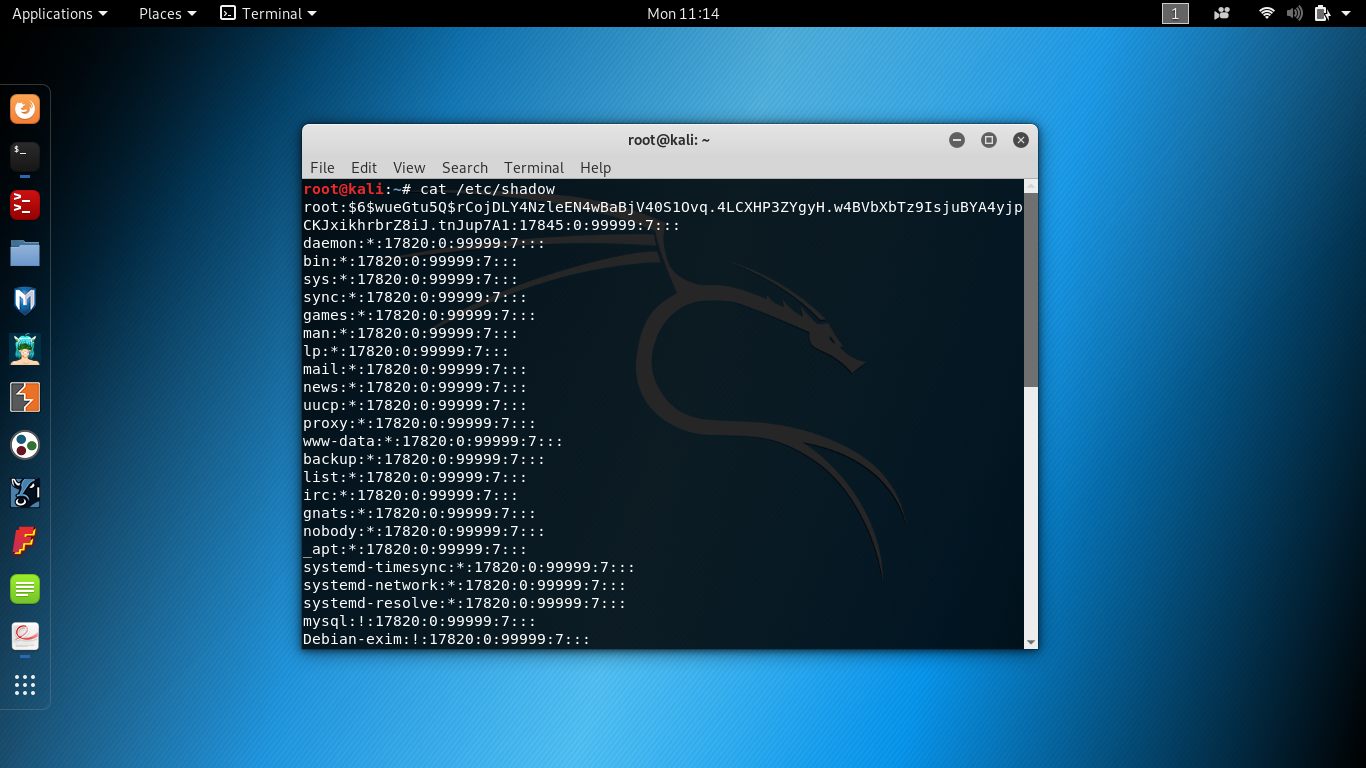 Applications Places Terminal Mon 11:14 1
root@kali: ~
File Edit View Search Terminal Help
root@kali:~# cat /etc/shadow
root:$6$wueGtu5Q$rCojDLY4NzleEN4wBaBjV40S1Ovq.4LCXHP3ZYgyH.w4BVbXbTz9IsjuBYA4yjp
CKJxikhrbrZ8iJ.tnJup7A1:17845:0:99999:7:::
daemon:*:17820:0:99999:7:::
bin:*:17820:0:99999:7:::
sys:*:17820:0:99999:7:::
sync:*:17820:0:99999:7:::
games:*:17820:0:99999:7:::
man:*:17820:0:99999:7:::
lp:*:17820:0:99999:7:::
mail:*:17820:0:99999:7:::
news:*:17820:0:99999:7:::
uucp:*:17820:0:99999:7:::
proxy:*:17820:0:99999:7:::
www-data:*:17820:0:99999:7:::
backup:*:17820:0:99999:7:::
list:*:17820:0:99999:7:::
irc:*:17820:0:99999:7:::
gnats:*:17820:0:99999:7:::
nobody:*:17820:0:99999:7:::
_apt:*:17820:0:99999:7:::
systemd-timesync:*:17820:0:99999:7:::
systemd-network:*:17820:0:99999:7:::
systemd-resolve:*:17820:0:99999:7:::
mysql:!:17820:0:99999:7:::
Debian-exim:!:17820:0:99999:7:::